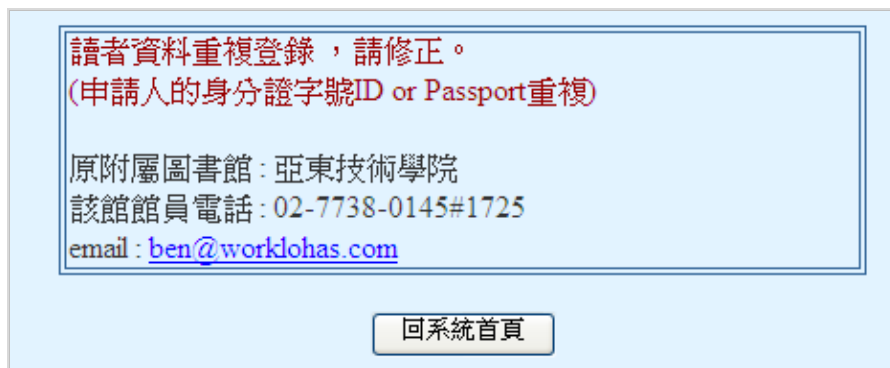 讀者資料重複登錄，請修正。
(申請人的身分證字號ID or Passport重複)
原附屬圖書館 : 亞東技術學院
該館館員電話 : 02-7738-0145#1725
email : ben@worklohas.com
回系統首頁